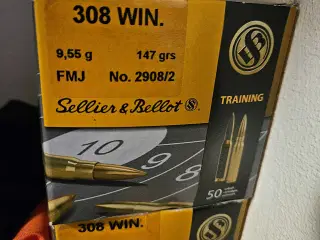 308 WIN.
9,55 g 147 grs
FMJ No. 2908/2
Sellier & Bellot
TRAINING
10
9
8
50
308 WIN.